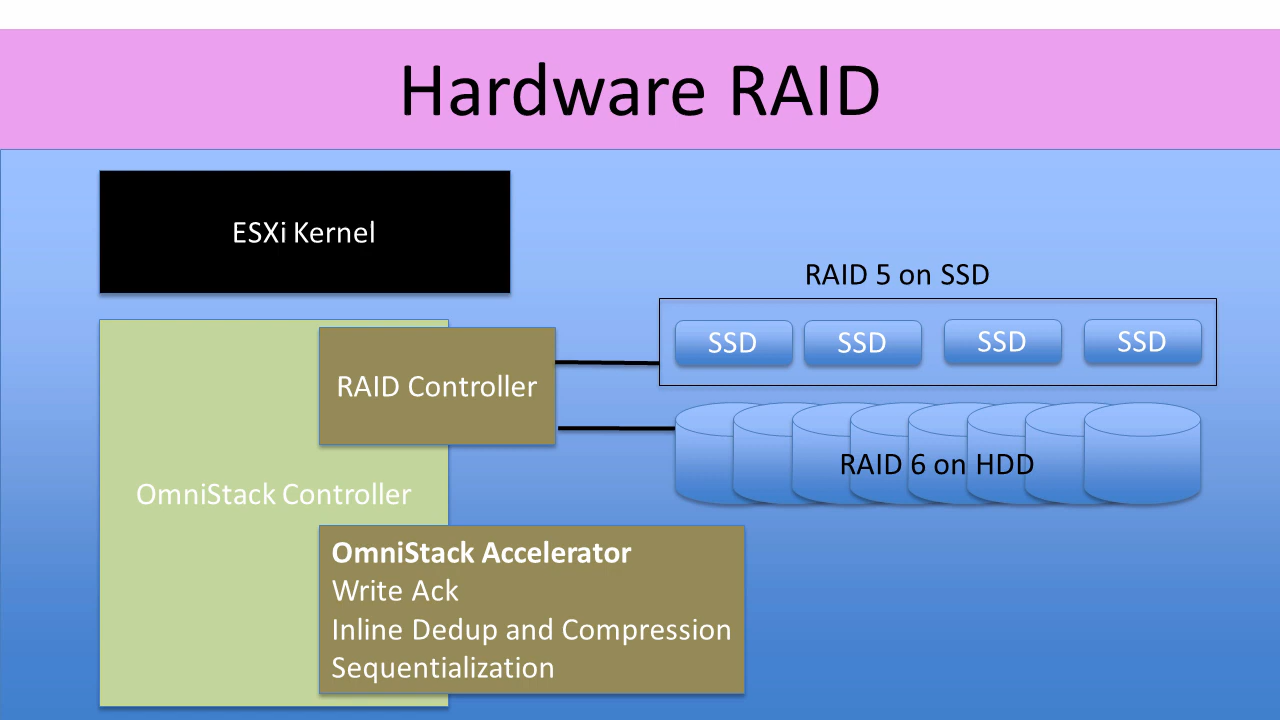 Hardware RAID
ESXi Kernel
RAID 5 on SSD
SSD SSD SSD SSD
RAID Controller
RAID 6 on HDD
OmniStack Controller
OmniStack Accelerator
Write Ack
Inline Dedup and Compression
Sequentialization